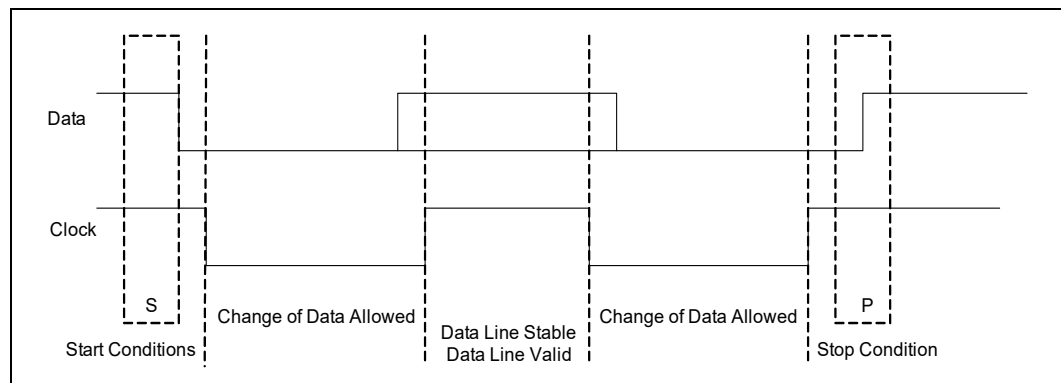 Data
Clock
S
P
Change of Data Allowed
Change of Data Allowed
Data Line Stable
Data Line Valid
Start Conditions
Stop Condition